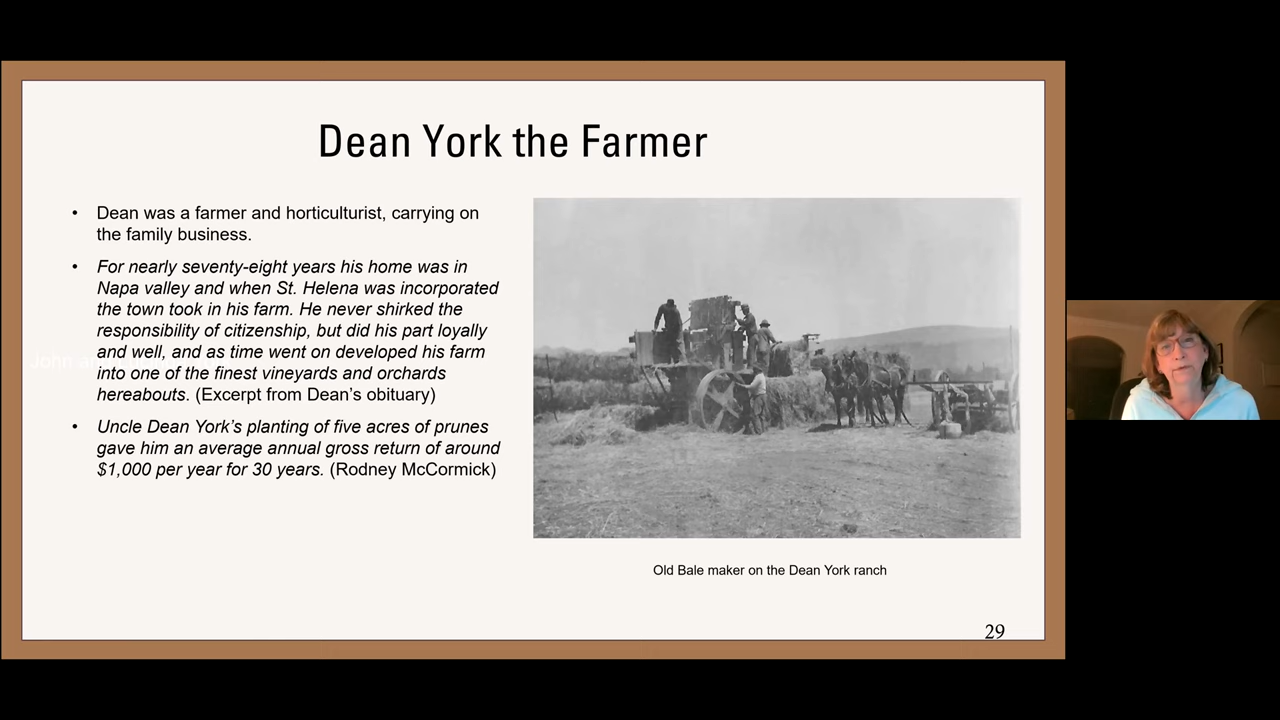 Dean York the Farmer
• Dean was a farmer and horticulturist, carrying on
the family business.
• For nearly seventy-eight years his home was in
Napa valley and when St. Helena was incorporated
the town took in his farm. He never shirked the
responsibility of citizenship, but did his part loyally
and well, and as time went on developed his farm
into one of the finest vineyards and orchards
hereabouts. (Excerpt from Dean's obituary)
• Uncle Dean York's planting of five acres of prunes
gave him an average annual gross return of around
$1,000 per year for 30 years. (Rodney McCormick)
John
Old Bale maker on the Dean York ranch
29